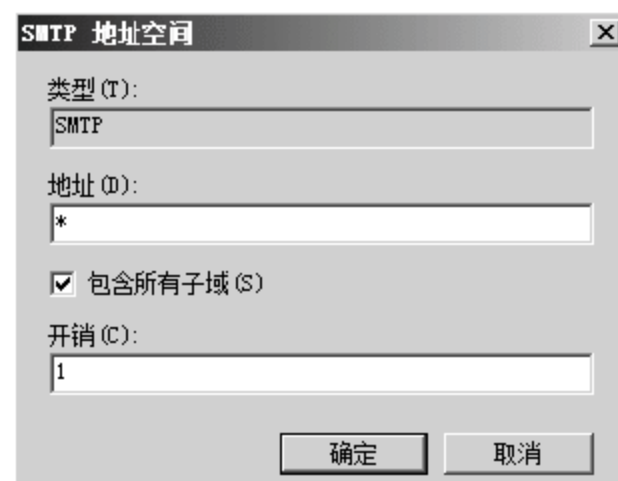 SMTP 地址空间
类型(T):
SMTP
地址(D):
*
包含所有子域(S)
开销(C):
1
确定 取消